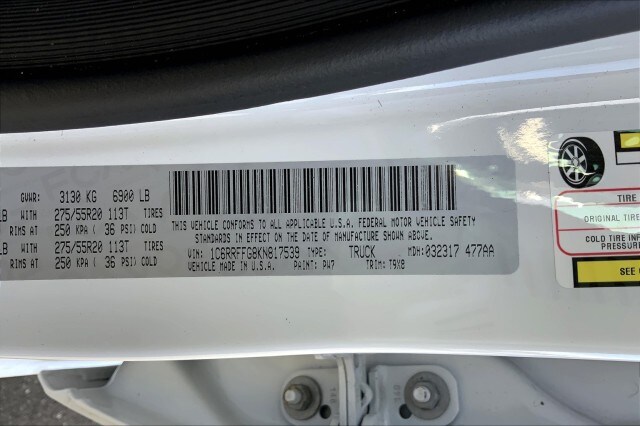 GVWR: 3130 KG 6900 LB
LB WITH 275/55R20 113T TIRES
RIMS AT 250 KPA ( 36 PSI) COLD
LB WITH 275/55R20 113T TIRES
RIMS AT 250 KPA ( 36 PSI) COLD
THIS VEHICLE CONFORMS TO ALL APPLICABLE U.S.A. FEDERAL MOTOR VEHICLE SAFETY
STANDARDS IN EFFECT ON THE DATE OF MANUFACTURE SHOWN ABOVE.
VIN: 1C6RRFFG8KN817539 TYPE: TRUCK MDH: 032317 477AA
VEHICLE MADE IN U.S.A. PAINT: PW7 TRIM: T9X8
TIRE
ORIGINAL TIRE
COLD TIRE INF
PRESSURE
SEE